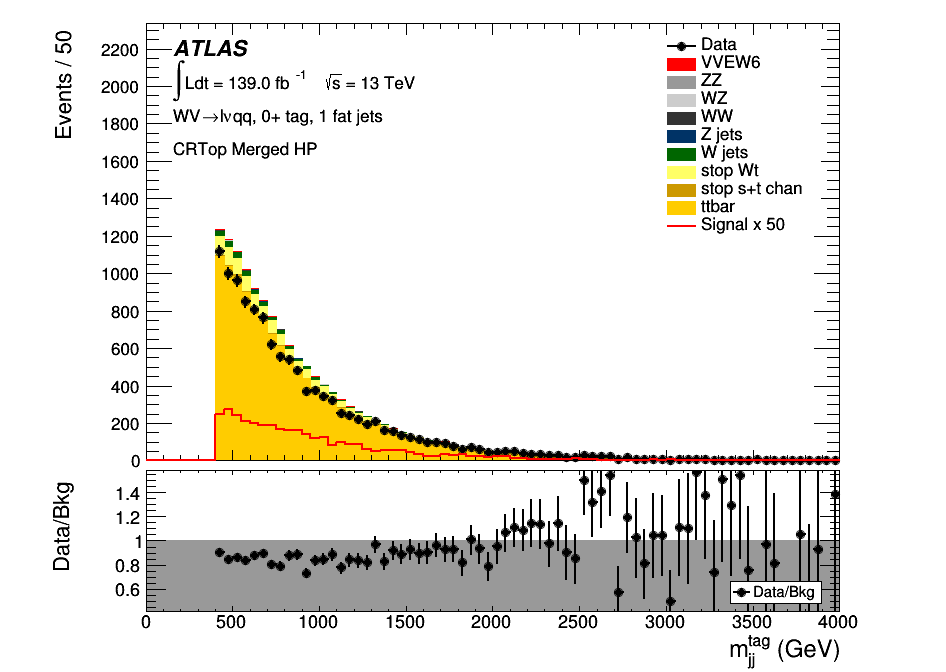 Events / 50
2200
2000
1800
1600
1400
1200
1000
800
600
400
200
0
ATLAS
∫Ldt = 139.0 fb⁻¹ √s = 13 TeV
WV→lνqq, 0+ tag, 1 fat jets
CRTop Merged HP
Data
VVEW6
ZZ
WZ
WW
Z jets
W jets
stop Wt
stop s+t chan
ttbar
Signal x 50
Data/Bkg
1.4
1.2
1
0.8
0.6
Data/Bkg
0 500 1000 1500 2000 2500 3000 3500 4000
m_jj^tag (GeV)